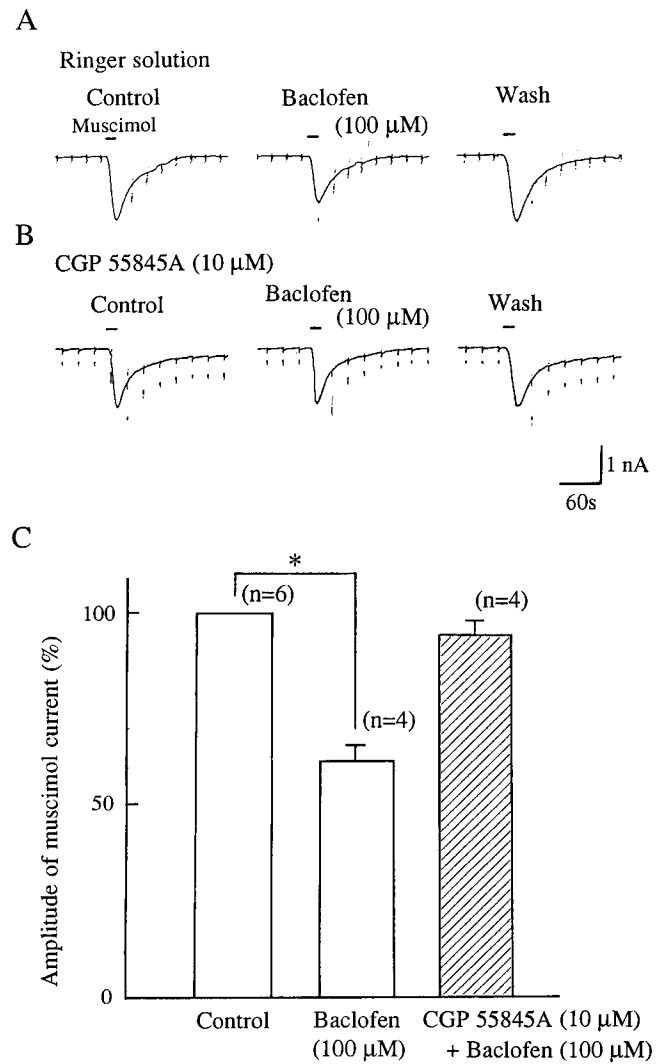 A
Ringer solution
Control
Baclofen
Wash
Muscimol
(100 µM)
B
CGP 55845A (10 µM)
Control
Baclofen
(100 µM)
Wash
1 nA
60s
C
Amplitude of muscimol current (%)
100
50
0
*
(n=6)
(n=4)
(n=4)
Control
Baclofen
(100 µM)
CGP 55845A (10 µM)
+ Baclofen (100 µM)